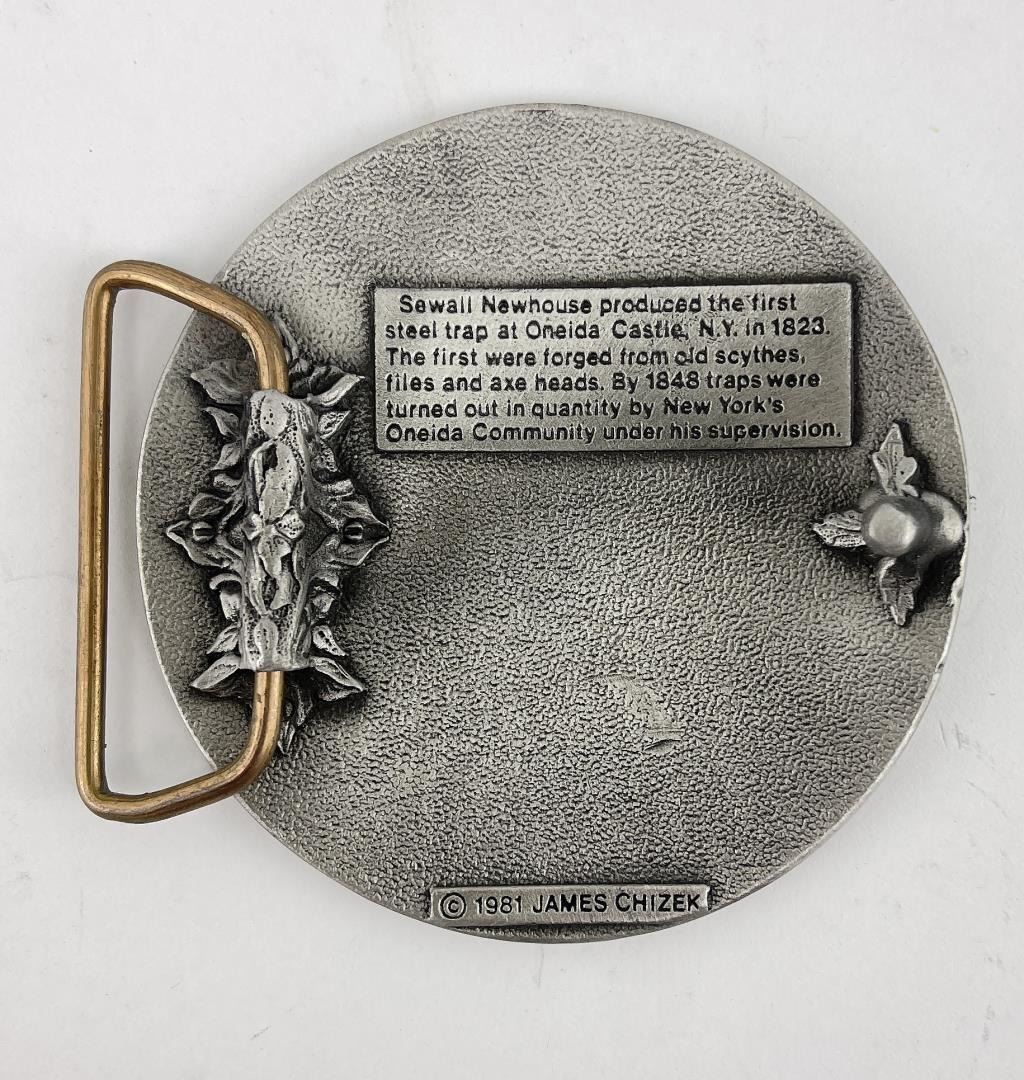 Sewall Newhouse produced the first
steel trap at Oneida Castle, N.Y. in 1823.
The first were forged from old scythes,
files and axe heads. By 1848 traps were
turned out in quantity by New York's
Oneida Community under his supervision.
© 1981 JAMES CHIZEK